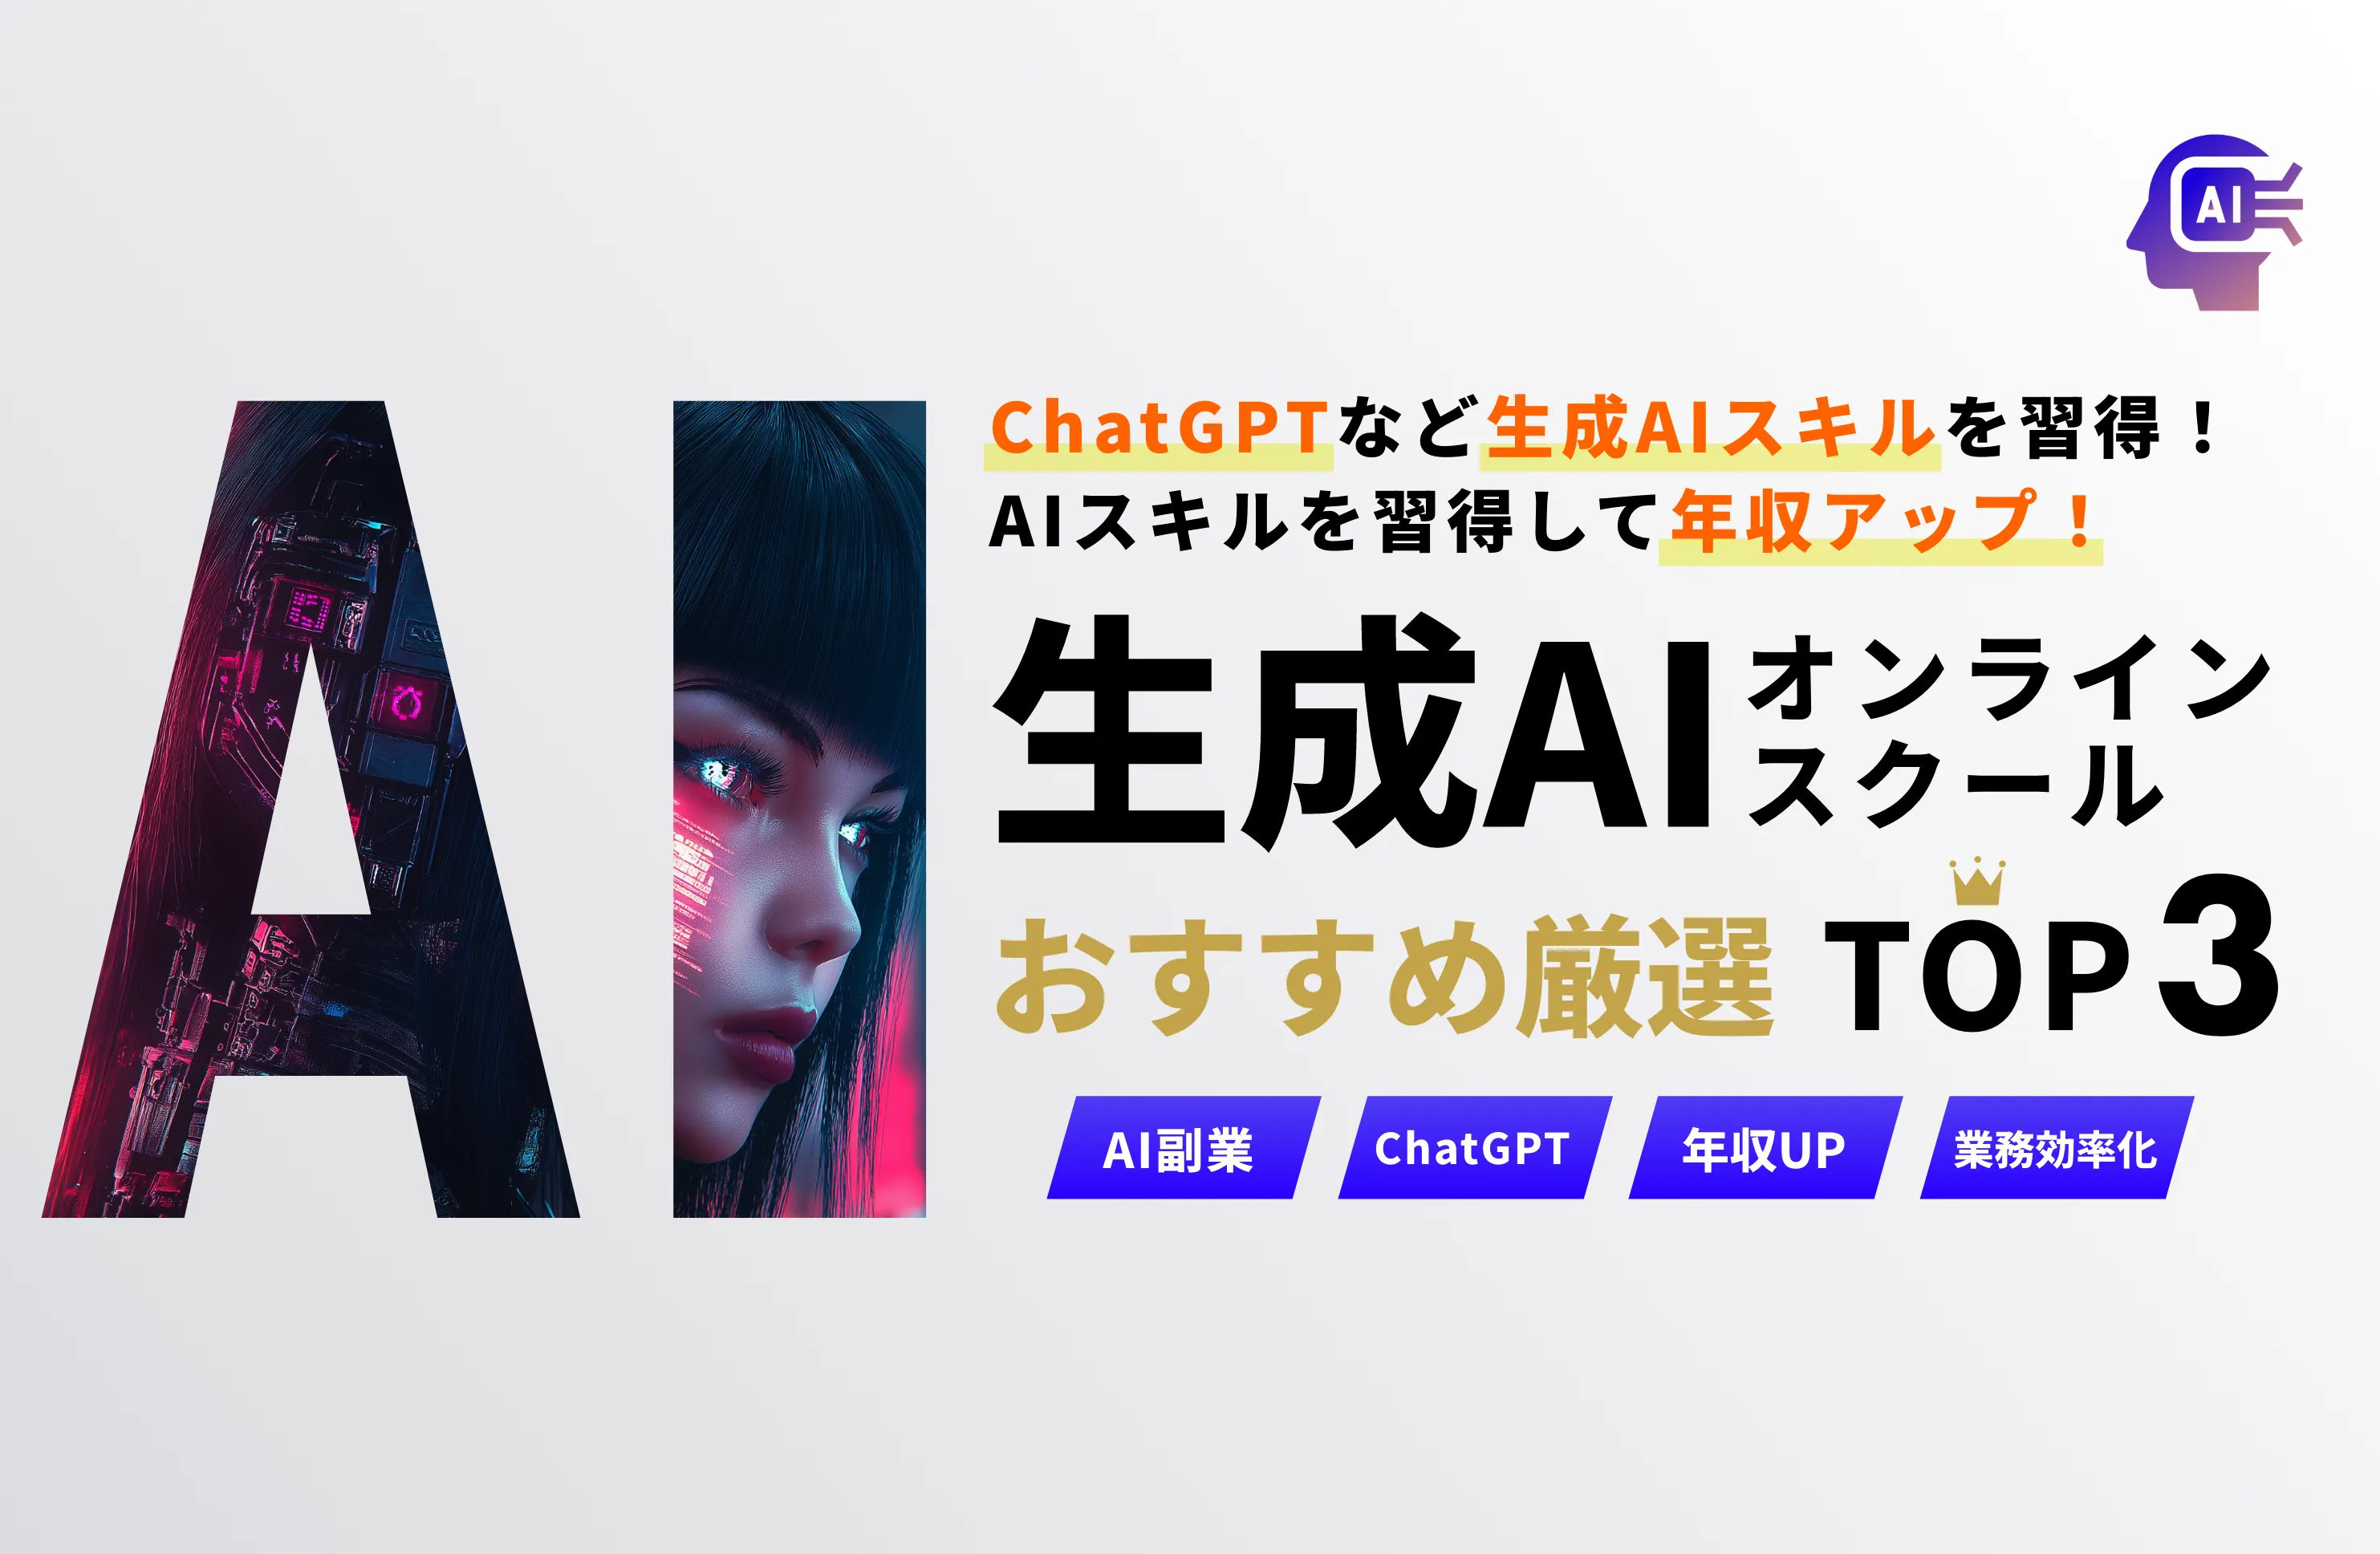 AI
AI
ChatGPTなど生成AIスキルを習得！
AIスキルを習得して年収アップ！
生成AIオンライン
スクール
おすすめ厳選 TOP3
AI副業 ChatGPT 年収UP 業務効率化